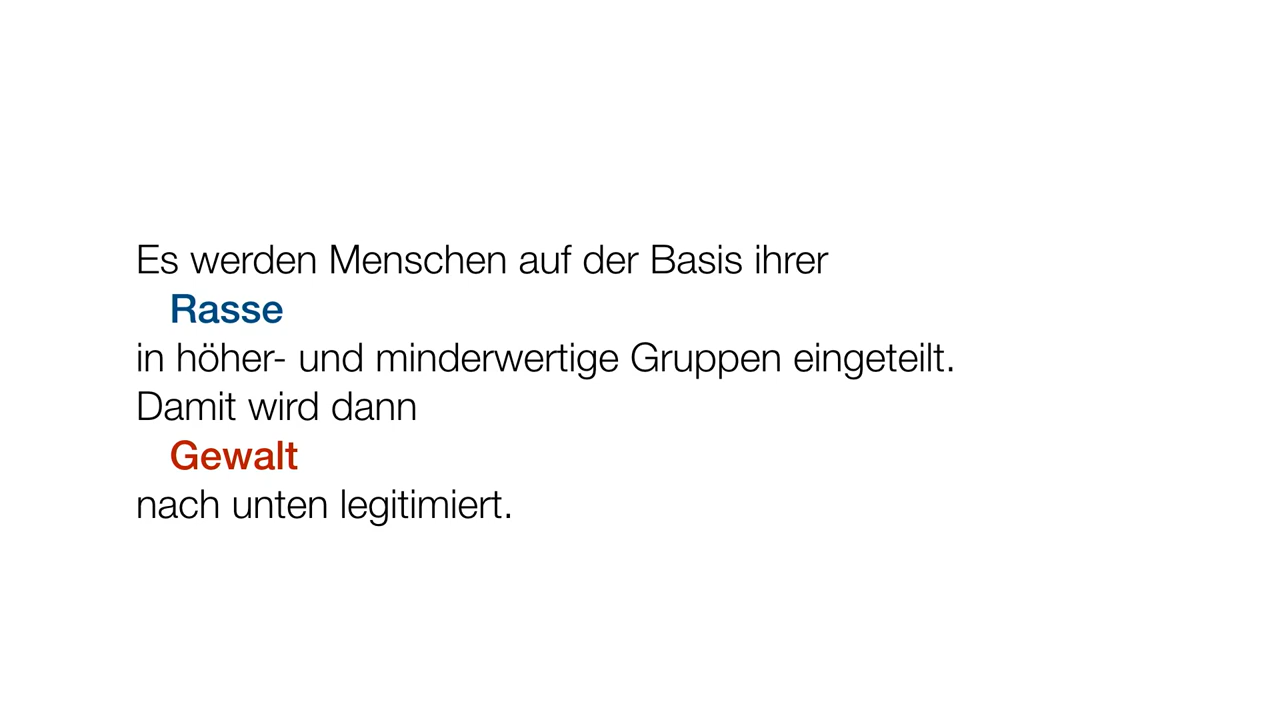 Es werden Menschen auf der Basis ihrer
Rasse
in höher- und minderwertige Gruppen eingeteilt.
Damit wird dann
Gewalt
nach unten legitimiert.